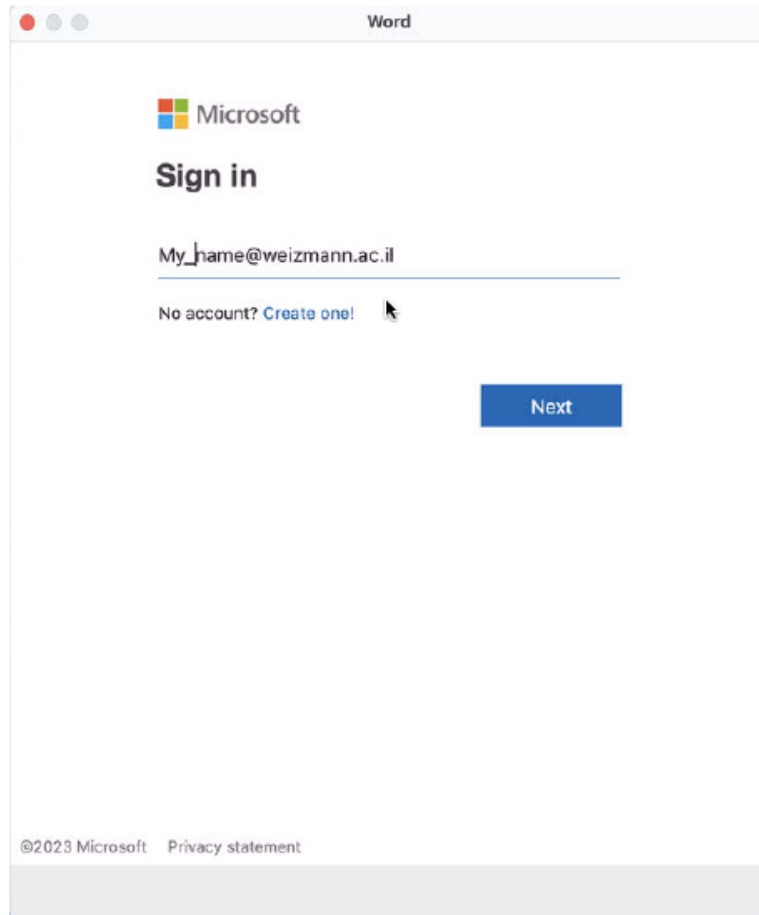 Word
Microsoft
Sign in
My_name@weizmann.ac.il
No account? Create one!
Next
©2023 Microsoft Privacy statement